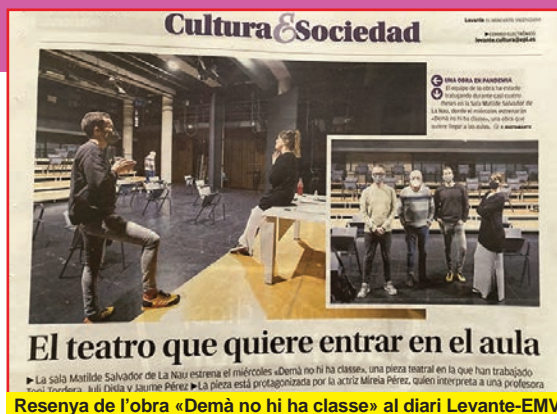 Cultura&Sociedad
Levante EL MERCANTIL VALENCIANO
▶CORREO ELECTRÓNICO
levante.cultura@epi.es
UNA OBRA EN PANDEMIA
El equipo de la obra ha estado
trabajando durante casi cuatro
meses en la Sala Matilde Salvador de
La Nau, donde el miércoles estrenarán
«Demà no hi ha classe», una obra que
quiere llegar a las aulas.
El teatro que quiere entrar en el aula
▶La sala Matilde Salvador de La Nau estrena el miércoles «Demà no hi ha classe», una pieza teatral en la que han trabajado
Toni Tordera, Juli Disla y Jaume Pérez ▶La pieza está protagonizada por la actriz Mireia Pérez, quien interpreta a una profesora
Resenya de l'obra «Demà no hi ha classe» al diari Levante-EMV